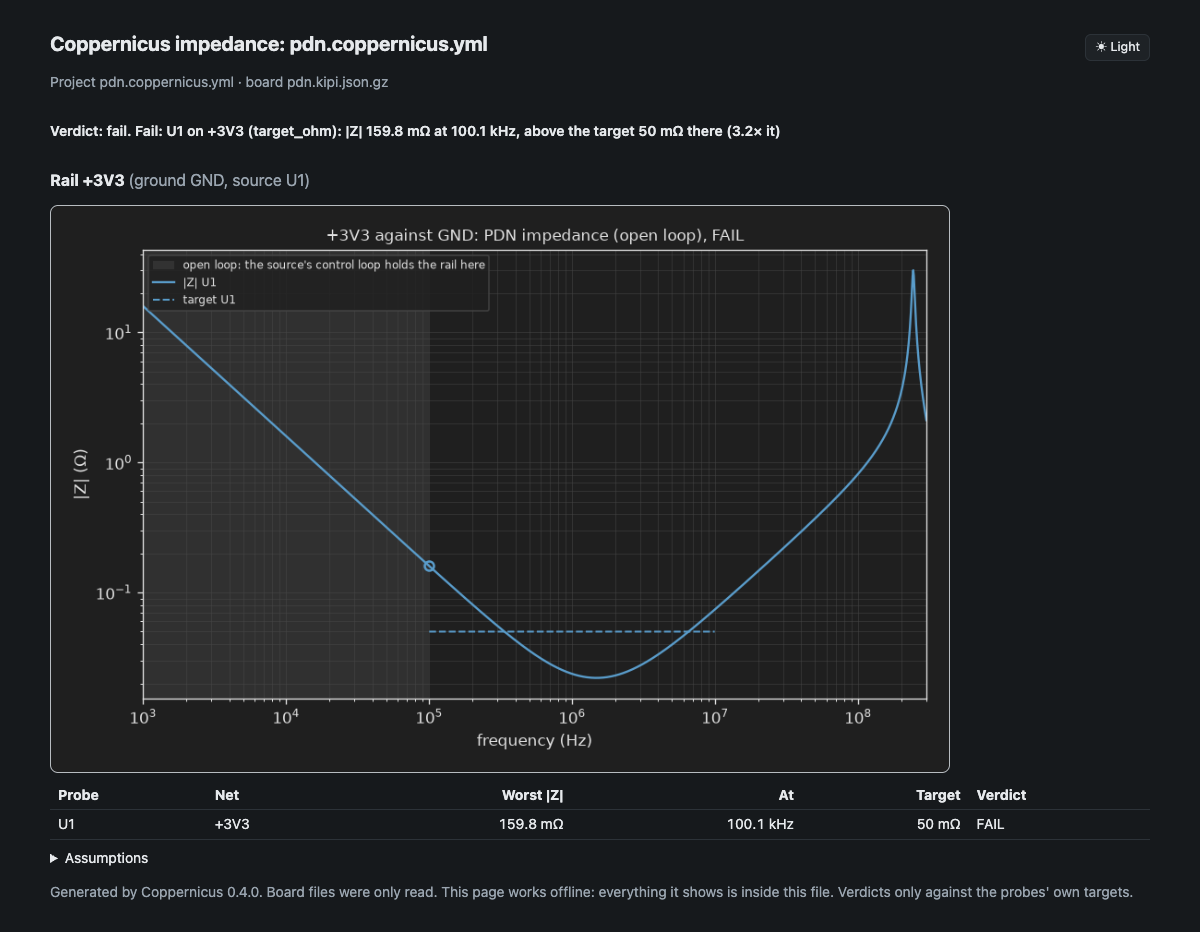 Coppernicus impedance: pdn.coppernicus.yml
☀ Light
Project pdn.coppernicus.yml · board pdn.kipi.json.gz
Verdict: fail. Fail: U1 on +3V3 (target_ohm): |Z| 159.8 mΩ at 100.1 kHz, above the target 50 mΩ there (3.2× it)
Rail +3V3 (ground GND, source U1)
+3V3 against GND: PDN impedance (open loop), FAIL
open loop: the source's control loop holds the rail here
|Z| U1
target U1
|Z| (Ω)
10¹
10⁰
10⁻¹
10³ 10⁴ 10⁵ 10⁶ 10⁷ 10⁸
frequency (Hz)
Probe Net Worst |Z| At Target Verdict
U1 +3V3 159.8 mΩ 100.1 kHz 50 mΩ FAIL
▶ Assumptions
Generated by Coppernicus 0.4.0. Board files were only read. This page works offline: everything it shows is inside this file. Verdicts only against the probes' own targets.